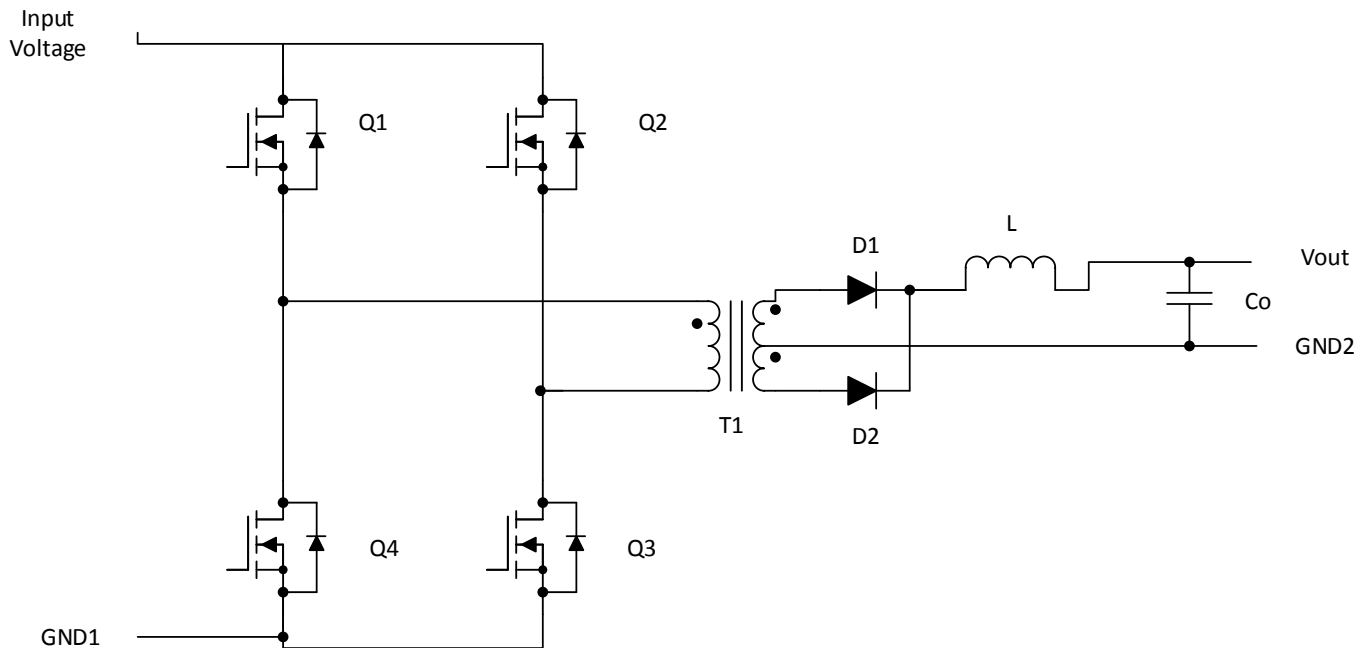 Input
Voltage
Q1
Q2
D1
L
Vout
Co
GND2
T1
D2
Q4
Q3
GND1